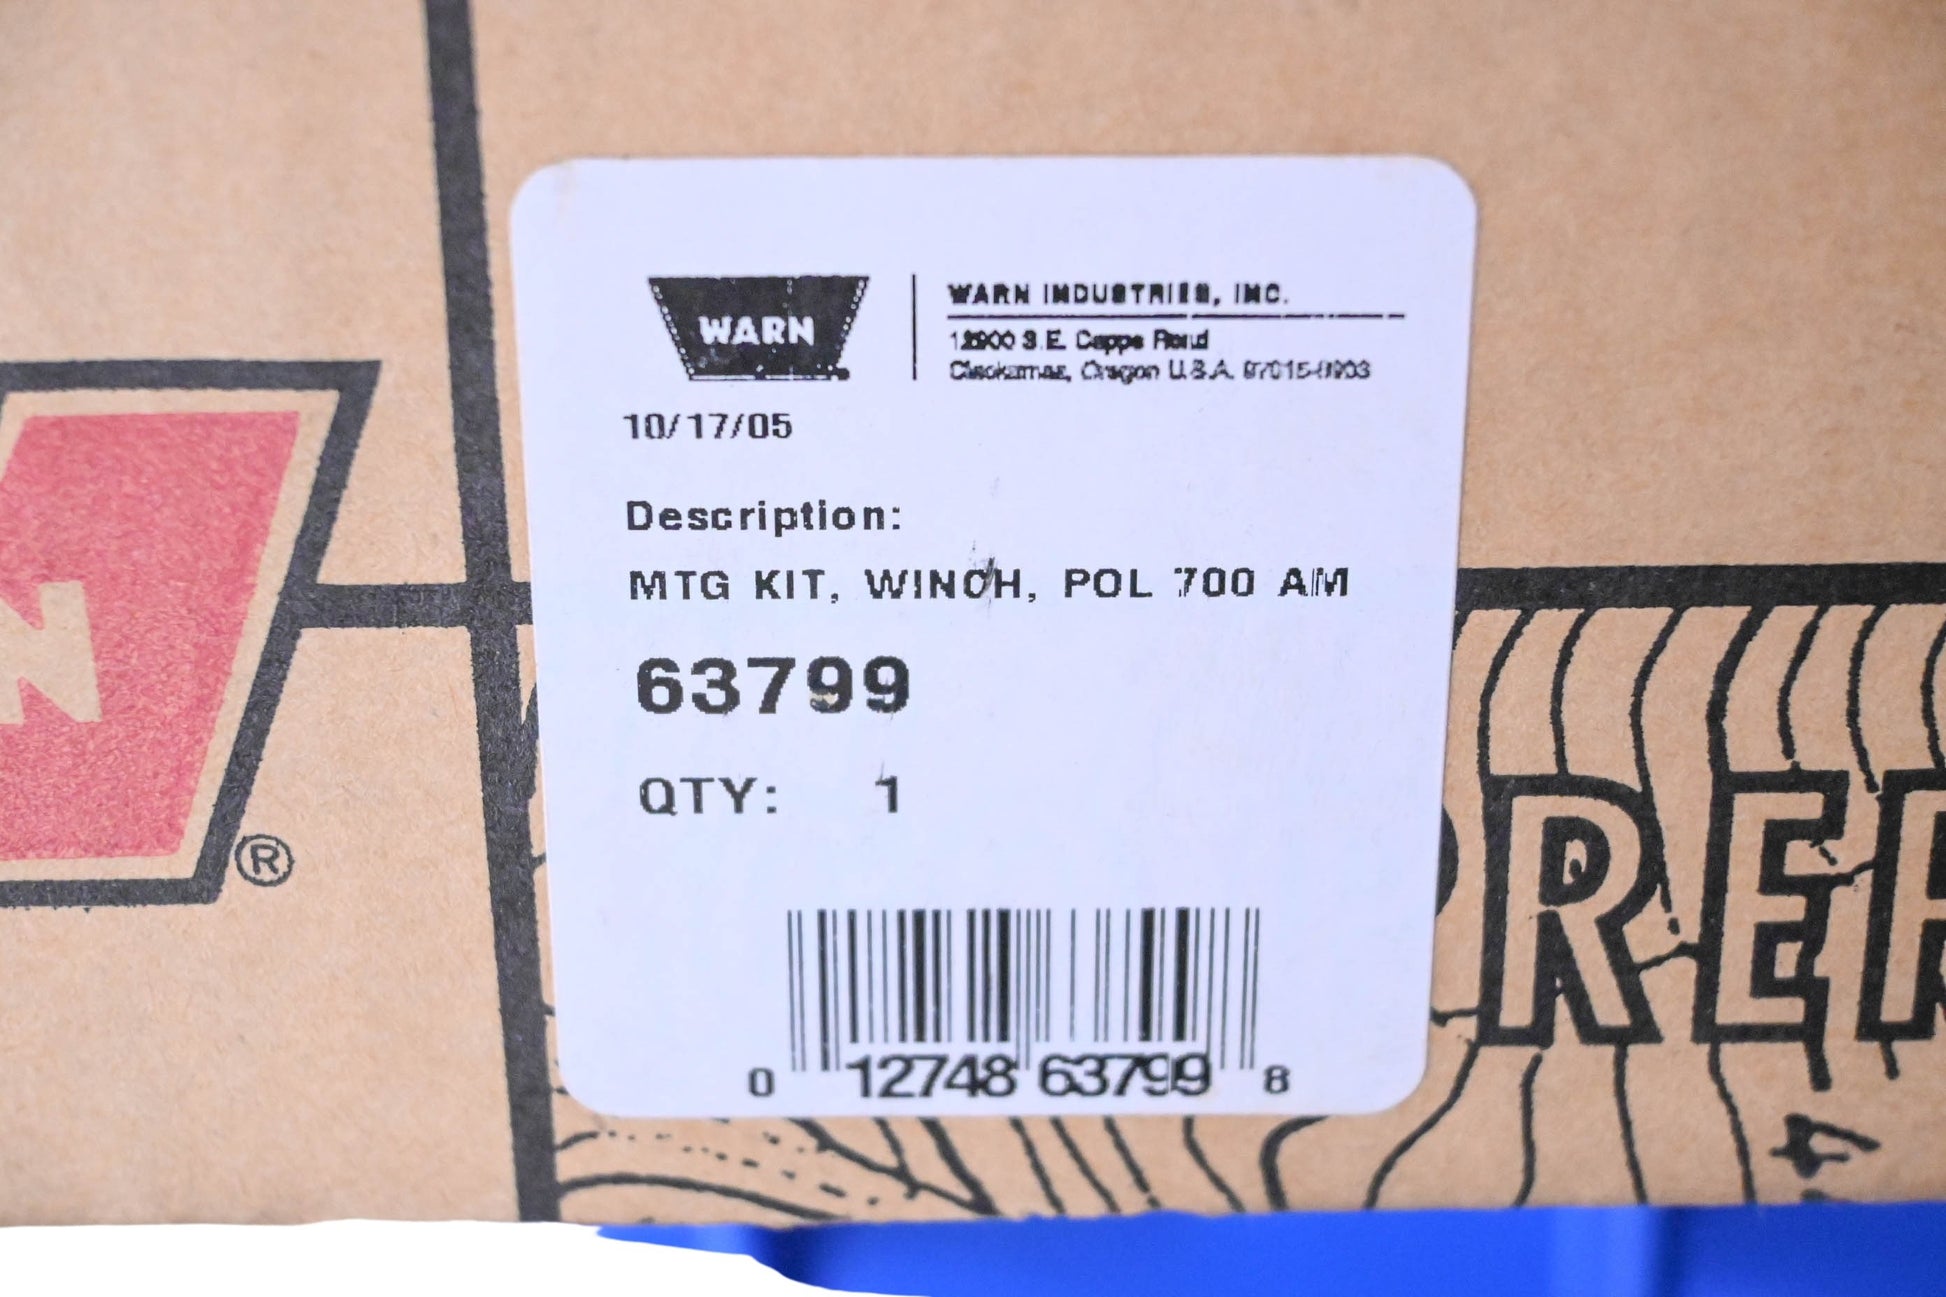 WARN
WARN INDUSTRIES, INC.
12900 S.E. Capps Road
Clackamas, Oregon U.S.A. 97015-8903
10/17/05
Description:
MTG KIT, WINCH, POL 700 AM
63799
QTY: 1
0 12748 63799 8
N
®
RER